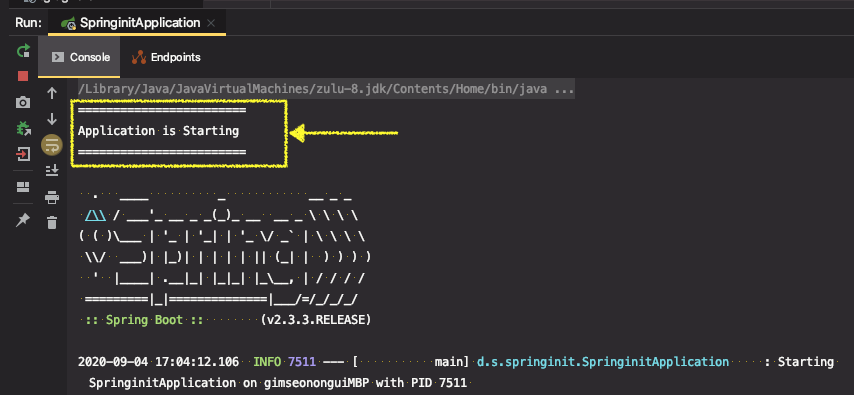 Run: SpringinitApplication ×
Console Endpoints
/Library/Java/JavaVirtualMachines/zulu-8.jdk/Contents/Home/bin/java ...
========================
Application is Starting
========================
  .   ____          _            __ _ _
 /\\ / ___'_ __ _ _(_)_ __  __ _ \ \ \ \
( ( )\___ | '_ | '_| | '_ \/ _` | \ \ \ \
 \\/  ___)| |_)| | | | | || (_| |  ) ) ) )
  '  |____| .__|_| |_|_| |_\__, | / / / /
 =========|_|==============|___/=/_/_/_/
 :: Spring Boot ::        (v2.3.3.RELEASE)
2020-09-04 17:04:12.106  INFO 7511 --- [           main] d.s.springinit.SpringinitApplication     : Starting
SpringinitApplication on gimseononguiMBP with PID 7511